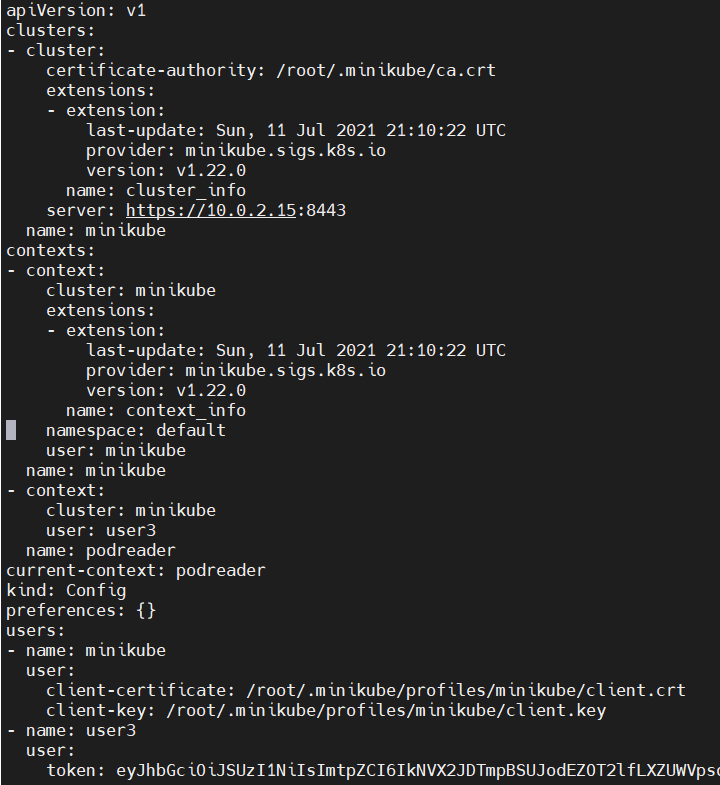 apiVersion: v1
clusters:
- cluster:
    certificate-authority: /root/.minikube/ca.crt
    extensions:
    - extension:
        last-update: Sun, 11 Jul 2021 21:10:22 UTC
        provider: minikube.sigs.k8s.io
        version: v1.22.0
      name: cluster_info
    server: https://10.0.2.15:8443
  name: minikube
contexts:
- context:
    cluster: minikube
    extensions:
    - extension:
        last-update: Sun, 11 Jul 2021 21:10:22 UTC
        provider: minikube.sigs.k8s.io
        version: v1.22.0
      name: context_info
    namespace: default
    user: minikube
  name: minikube
- context:
    cluster: minikube
    user: user3
  name: podreader
current-context: podreader
kind: Config
preferences: {}
users:
- name: minikube
  user:
    client-certificate: /root/.minikube/profiles/minikube/client.crt
    client-key: /root/.minikube/profiles/minikube/client.key
- name: user3
  user:
    token: eyJhbGciOiJSUzI1NiIsImtpZCI6IkNVX2JDTmpBSUJodEZOT2lfLXZUWVpso